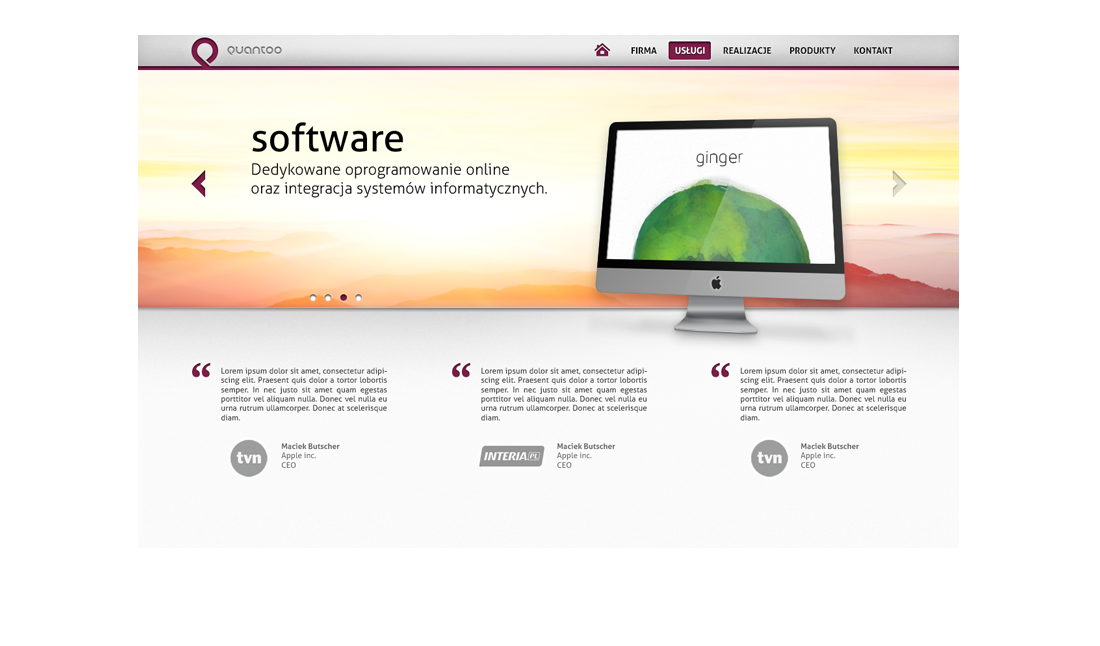 quantoo
FIRMA
USŁUGI
REALIZACJE
PRODUKTY
KONTAKT
software
Dedykowane oprogramowanie online
oraz integracja systemów informatycznych.
ginger
“ Lorem ipsum dolor sit amet, consectetur adipi-
scing elit. Praesent quis dolor a tortor lobortis
semper. In nec justo sit amet quam egestas
porttitor vel aliquam nulla. Donec vel nulla eu
urna rutrum ullamcorper. Donec at scelerisque
diam.
tvn
Maciek Butscher
Apple inc.
CEO
“ Lorem ipsum dolor sit amet, consectetur adipi-
scing elit. Praesent quis dolor a tortor lobortis
semper. In nec justo sit amet quam egestas
porttitor vel aliquam nulla. Donec vel nulla eu
urna rutrum ullamcorper. Donec at scelerisque
diam.
INTERIA.PL
Maciek Butscher
Apple inc.
CEO
“ Lorem ipsum dolor sit amet, consectetur adipi-
scing elit. Praesent quis dolor a tortor lobortis
semper. In nec justo sit amet quam egestas
porttitor vel aliquam nulla. Donec vel nulla eu
urna rutrum ullamcorper. Donec at scelerisque
diam.
tvn
Maciek Butscher
Apple inc.
CEO